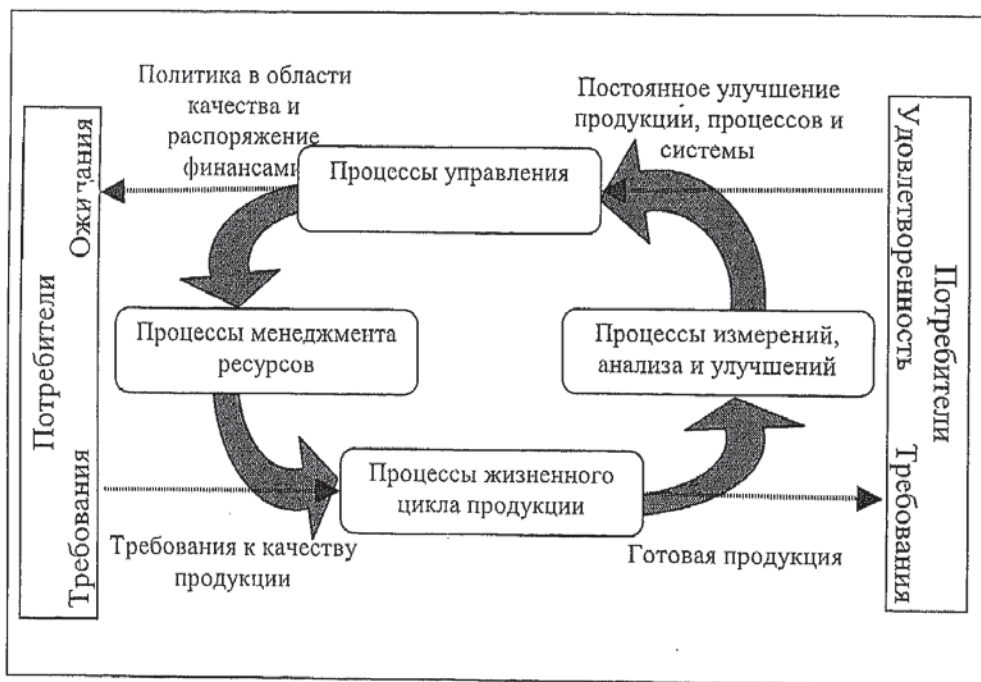 Политика в области
качества и
распоряжение
финансами
Постоянное улучшение
продукции, процессов и
системы
Процессы управления
Ожидания
Потребители
Требования
Удовлетворенность
Потребители
Требования
Процессы менеджмента
ресурсов
Процессы измерений,
анализа и улучшений
Процессы жизненного
цикла продукции
Требования к качеству
продукции
Готовая продукция